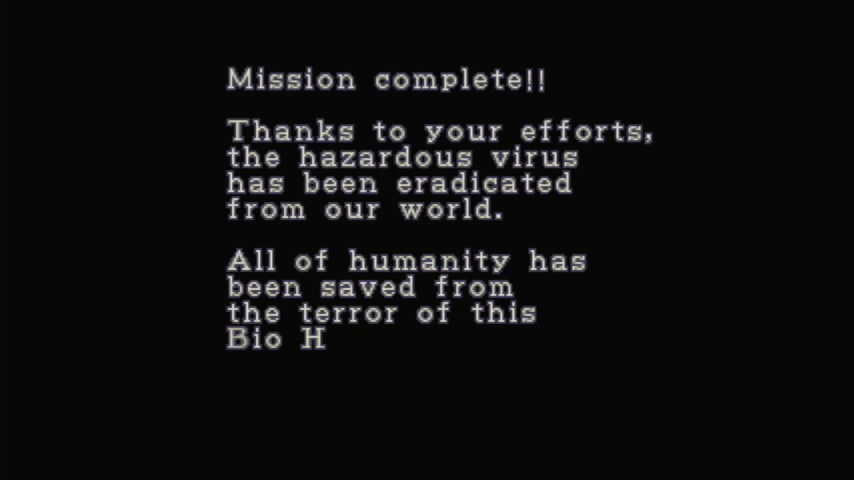 Mission complete!!
Thanks to your efforts,
the hazardous virus
has been eradicated
from our world.
All of humanity has
been saved from
the terror of this
Bio H